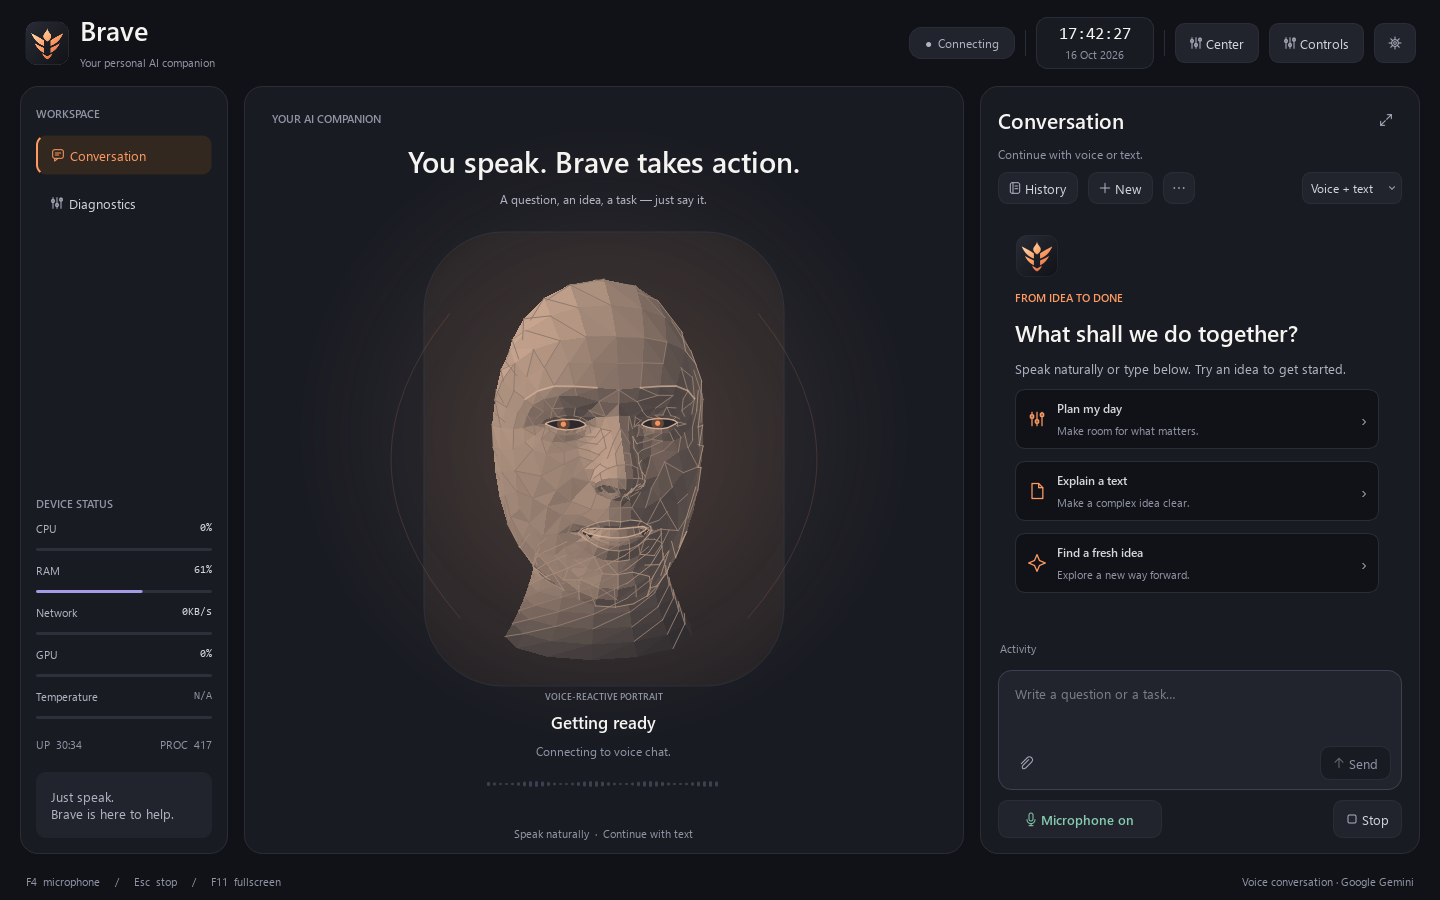 Brave
Your personal AI companion
● Connecting
17:42:27
16 Oct 2026
Center
Controls
WORKSPACE
Conversation
Diagnostics
DEVICE STATUS
CPU 0%
RAM 61%
Network 0KB/s
GPU 0%
Temperature N/A
UP 30:34 PROC 417
Just speak.
Brave is here to help.
YOUR AI COMPANION
You speak. Brave takes action.
A question, an idea, a task — just say it.
VOICE-REACTIVE PORTRAIT
Getting ready
Connecting to voice chat.
Speak naturally · Continue with text
Conversation
Continue with voice or text.
History
New
···
Voice + text
FROM IDEA TO DONE
What shall we do together?
Speak naturally or type below. Try an idea to get started.
Plan my day
Make room for what matters.
Explain a text
Make a complex idea clear.
Find a fresh idea
Explore a new way forward.
Activity
Write a question or a task...
Send
Microphone on
Stop
F4 microphone / Esc stop / F11 fullscreen
Voice conversation · Google Gemini